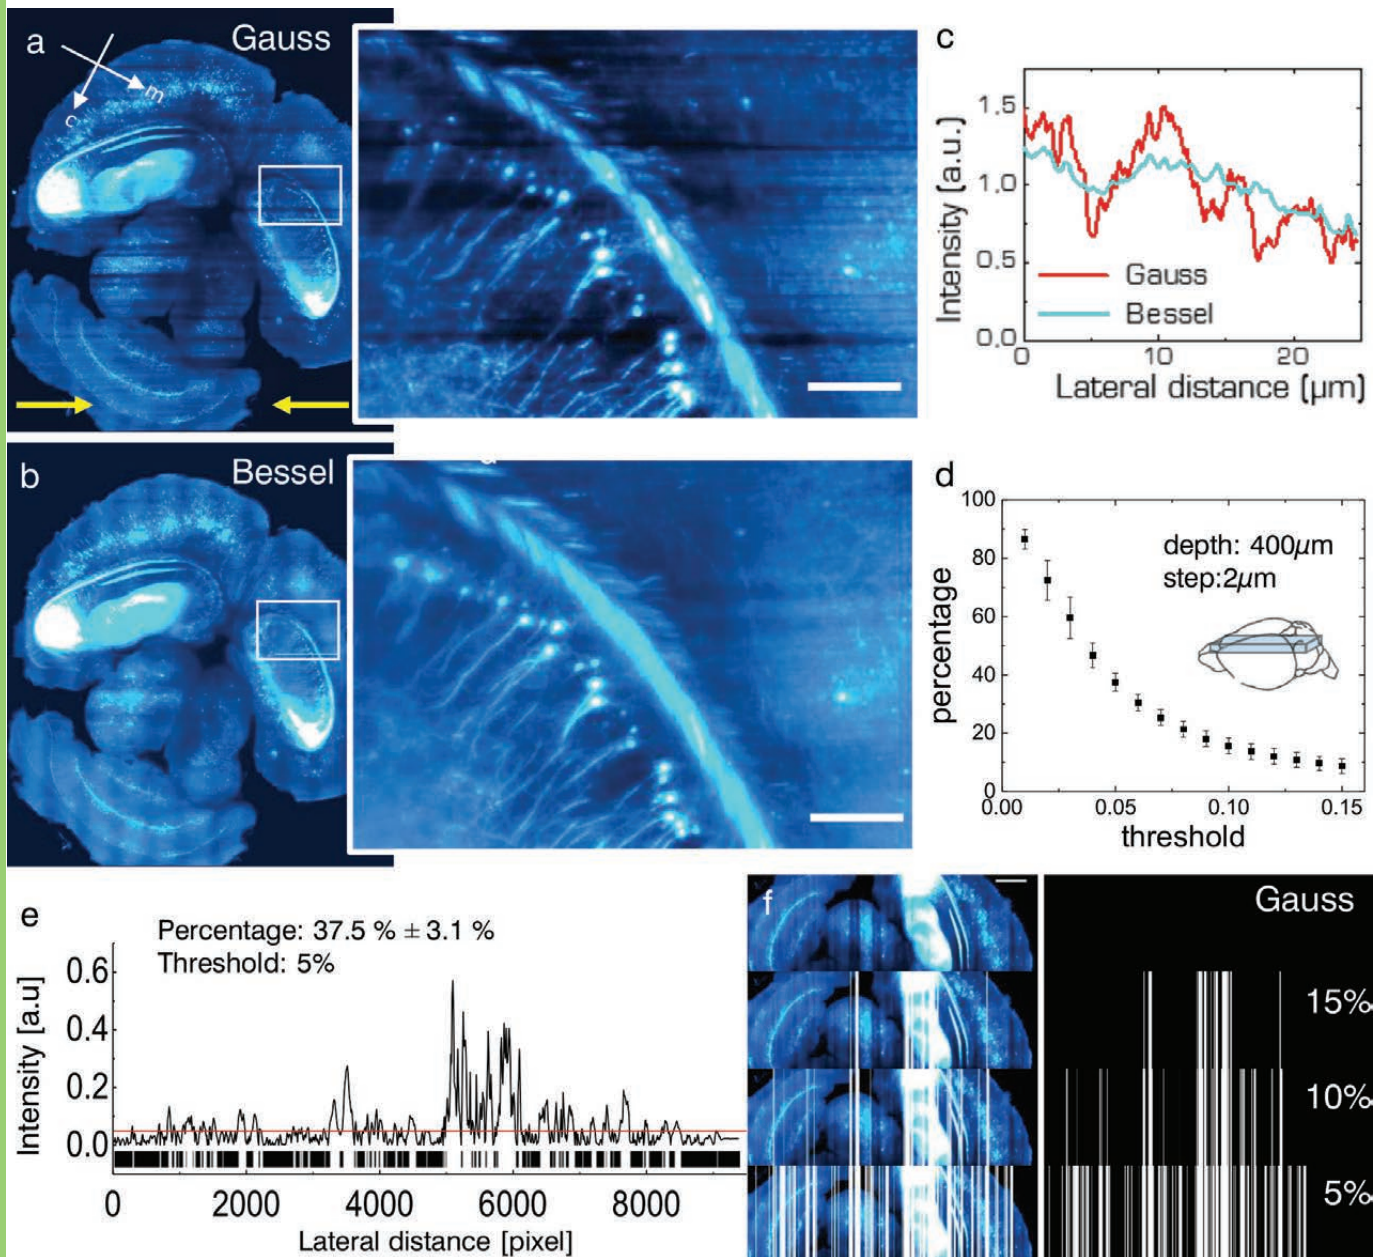 a
Gauss
m
c
b
Bessel
c
Intensity [a.u.]
1.5
1.0
0.5
0.0
Gauss
Bessel
0
10
20
Lateral distance [μm]
d
percentage
100
80
60
40
20
0
depth: 400μm
step:2μm
0.00
0.05
0.10
0.15
threshold
e
Percentage: 37.5 % ± 3.1 %
Threshold: 5%
Intensity [a.u]
0.6
0.4
0.2
0.0
0
2000
4000
6000
8000
Lateral distance [pixel]
f
Gauss
15%
10%
5%